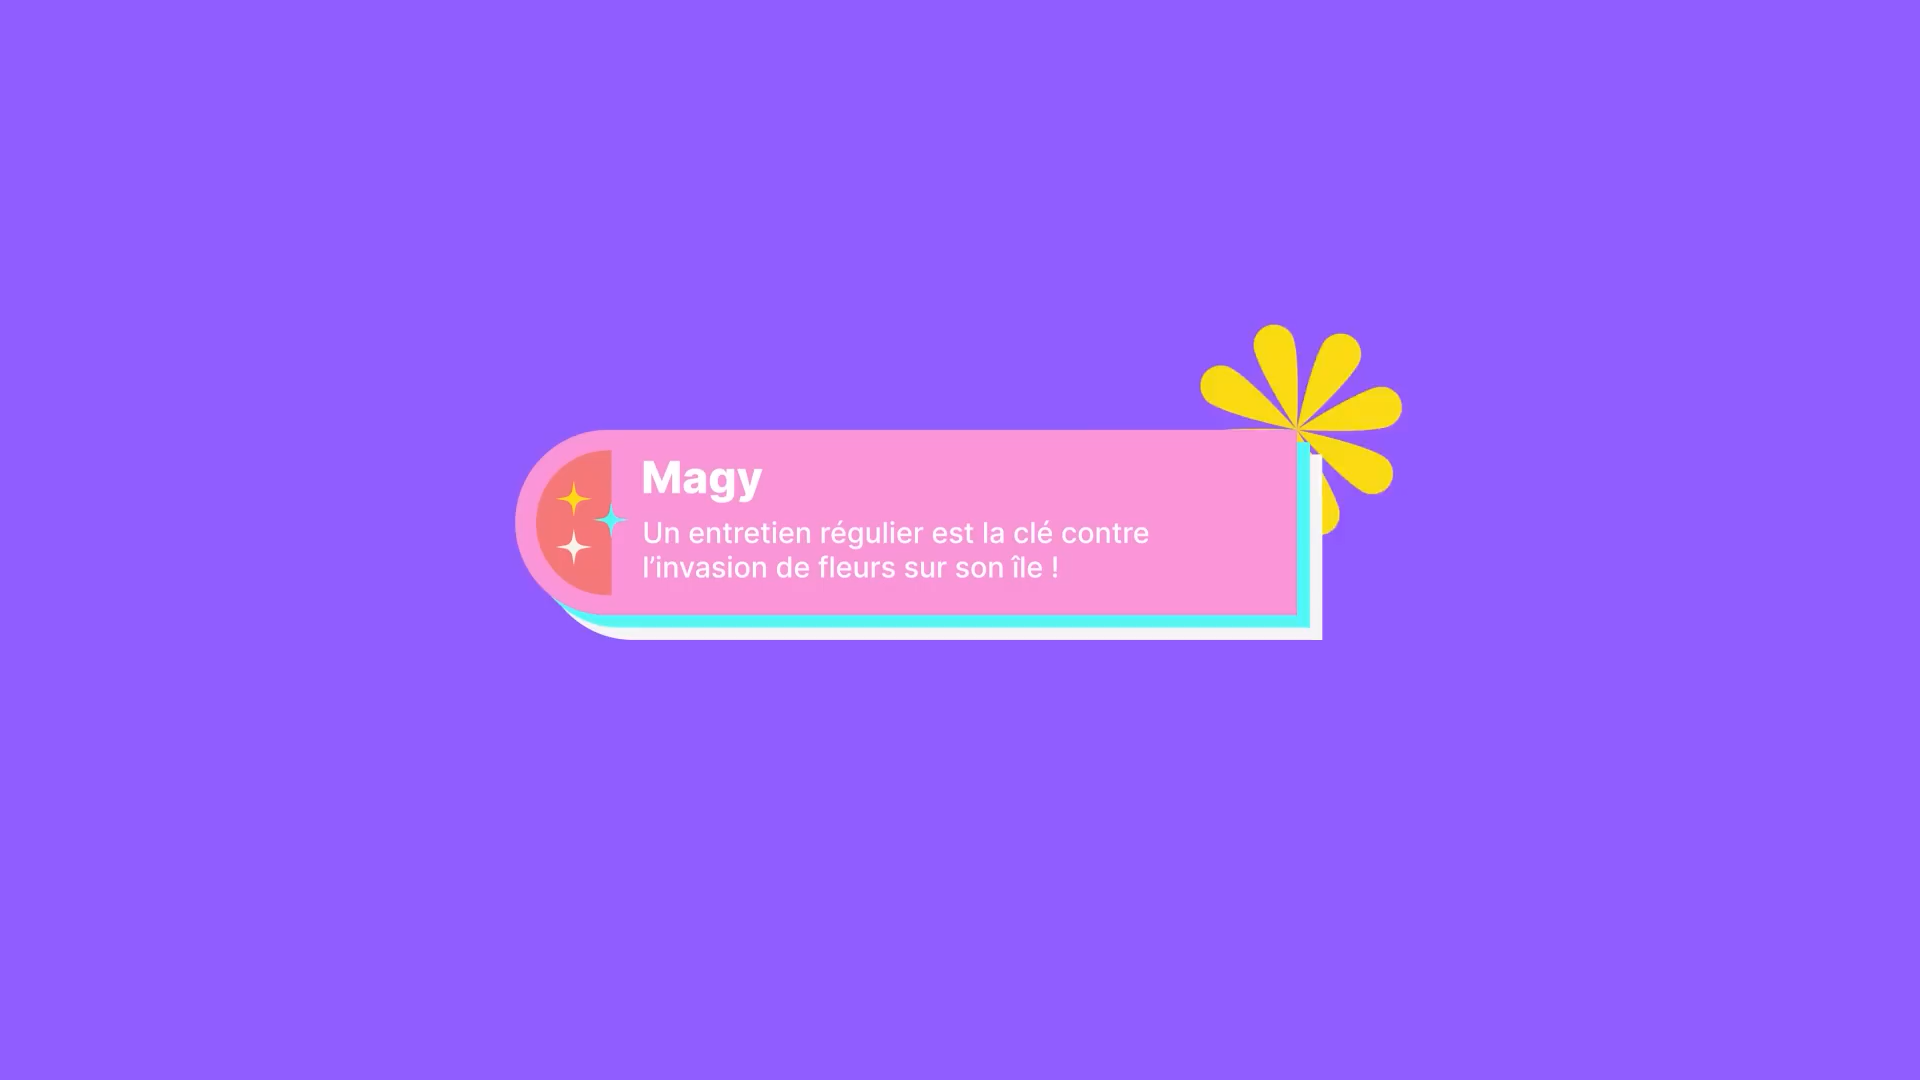 Magy
Un entretien régulier est la clé contre
l’invasion de fleurs sur son île !